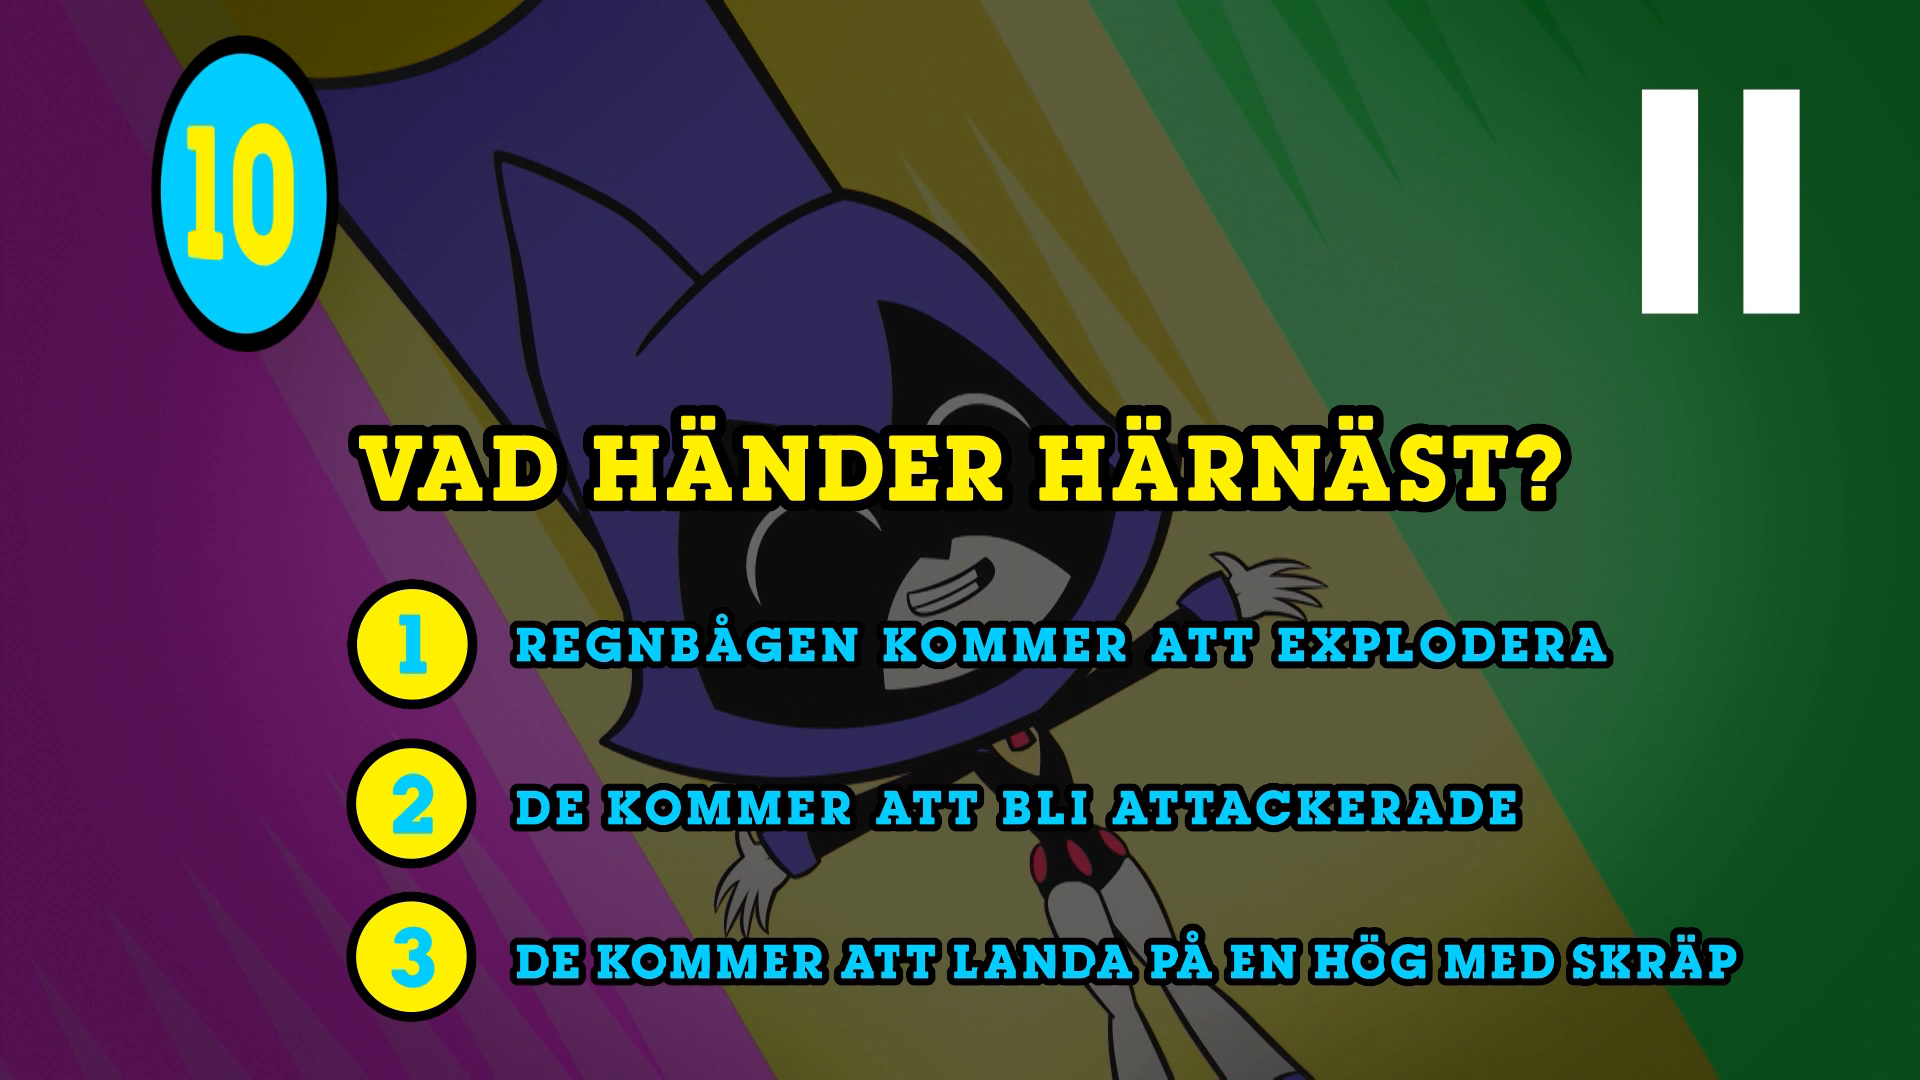 10
VAD HÄNDER HÄRNÄST?
1 REGNBÅGEN KOMMER ATT EXPLODERA
2 DE KOMMER ATT BLI ATTACKERADE
3 DE KOMMER ATT LANDA PÅ EN HÖG MED SKRÄP